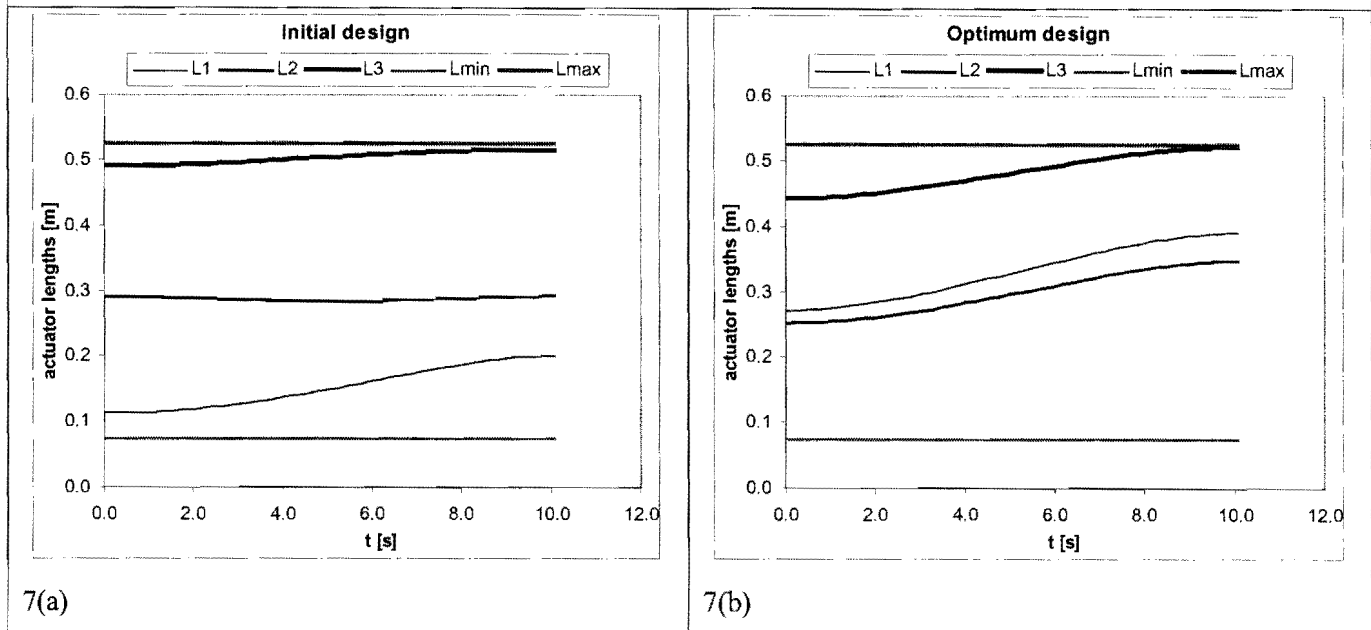 Initial design
L1 L2 L3 Lmin Lmax
0.6
0.5
0.4
0.3
0.2
0.1
0.0
actuator lengths [m]
0.0 2.0 4.0 6.0 8.0 10.0 12.0
t [s]
7(a)
Optimum design
L1 L2 L3 Lmin Lmax
0.6
0.5
0.4
0.3
0.2
0.1
0.0
actuator lengths [m]
0.0 2.0 4.0 6.0 8.0 10.0 12.0
t [s]
7(b)